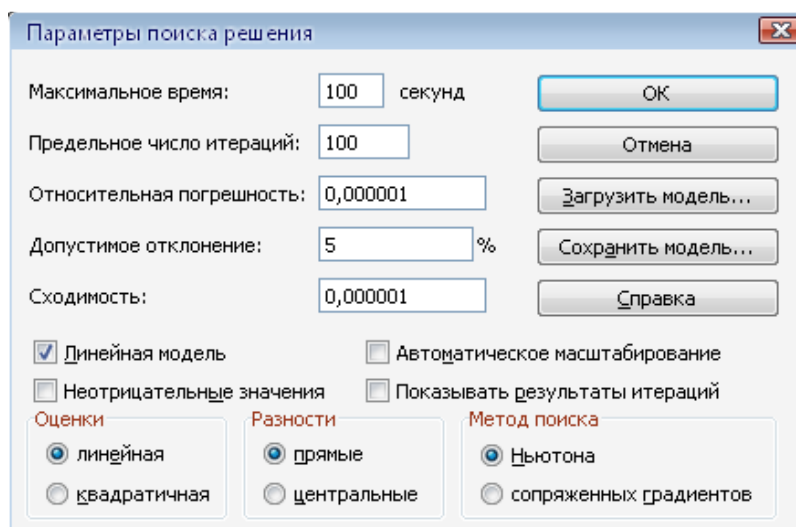 Параметры поиска решения
Максимальное время: 100 секунд ОК
Предельное число итераций: 100 Отмена
Относительная погрешность: 0,000001 Загрузить модель...
Допустимое отклонение: 5 % Сохранить модель...
Сходимость: 0,000001 Справка
Линейная модель Автоматическое масштабирование
Неотрицательные значения Показывать результаты итераций
Оценки Разности Метод поиска
линейная прямые Ньютона
квадратичная центральные сопряженных градиентов